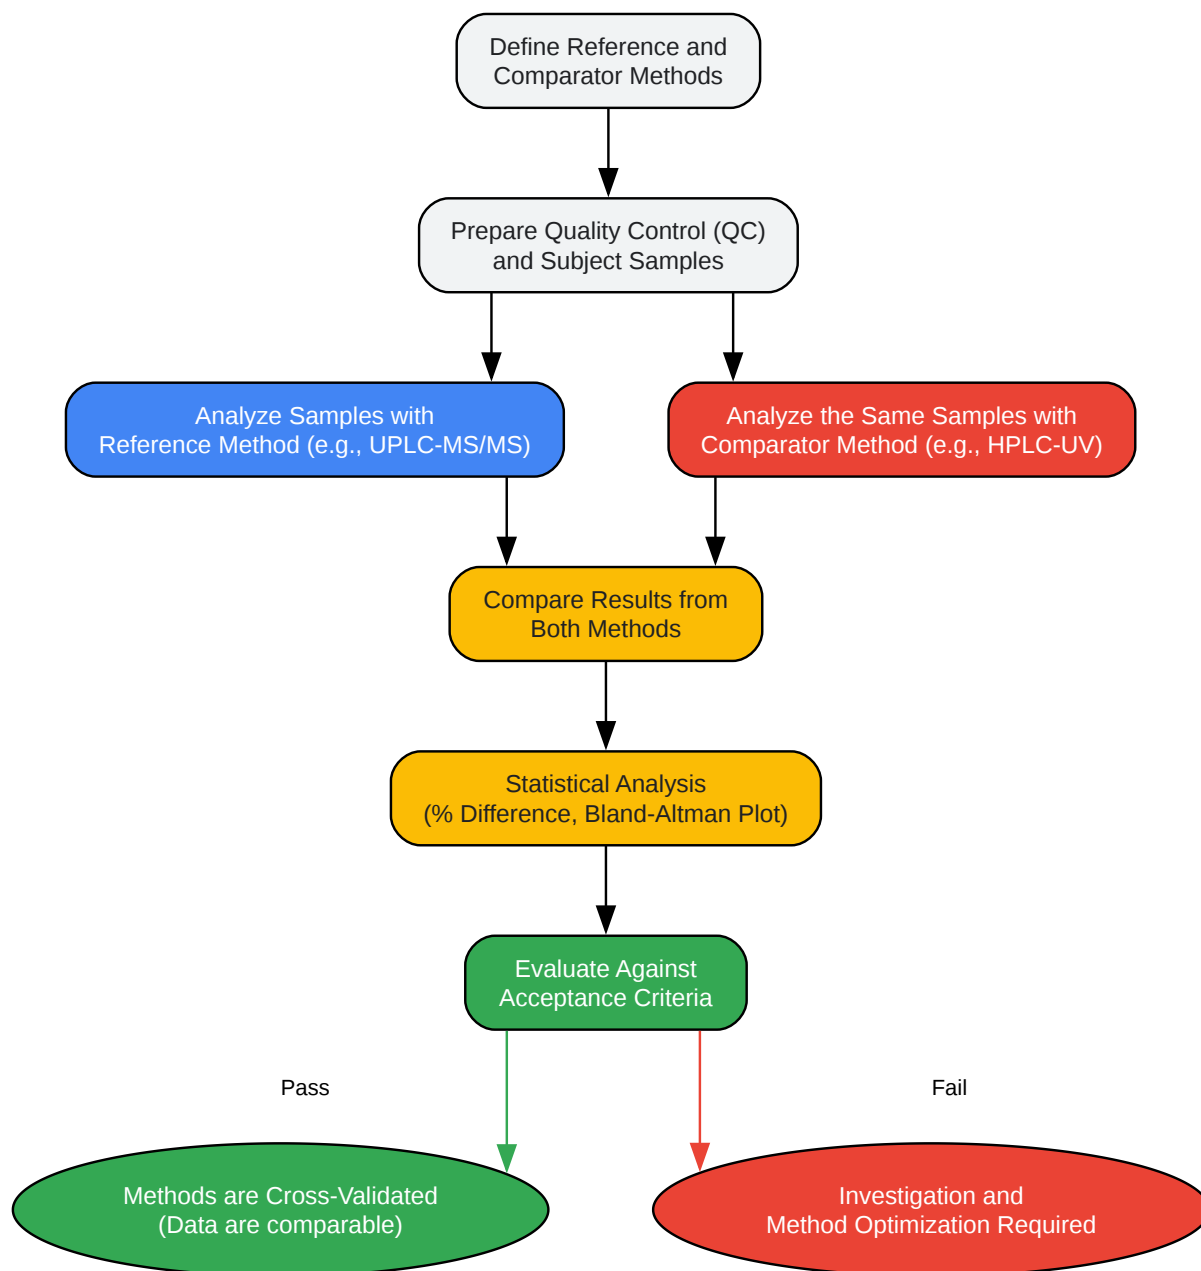 Define Reference and
Comparator Methods
Prepare Quality Control (QC)
and Subject Samples
Analyze Samples with
Reference Method (e.g., UPLC-MS/MS)
Analyze the Same Samples with
Comparator Method (e.g., HPLC-UV)
Compare Results from
Both Methods
Statistical Analysis
(% Difference, Bland-Altman Plot)
Evaluate Against
Acceptance Criteria
Pass
Fail
Methods are Cross-Validated
(Data are comparable)
Investigation and
Method Optimization Required